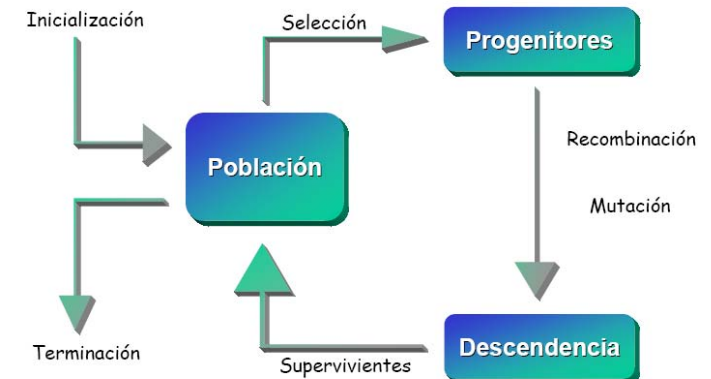 Inicialización
Selección
Progenitores
Recombinación
Población
Mutación
Terminación
Supervivientes
Descendencia